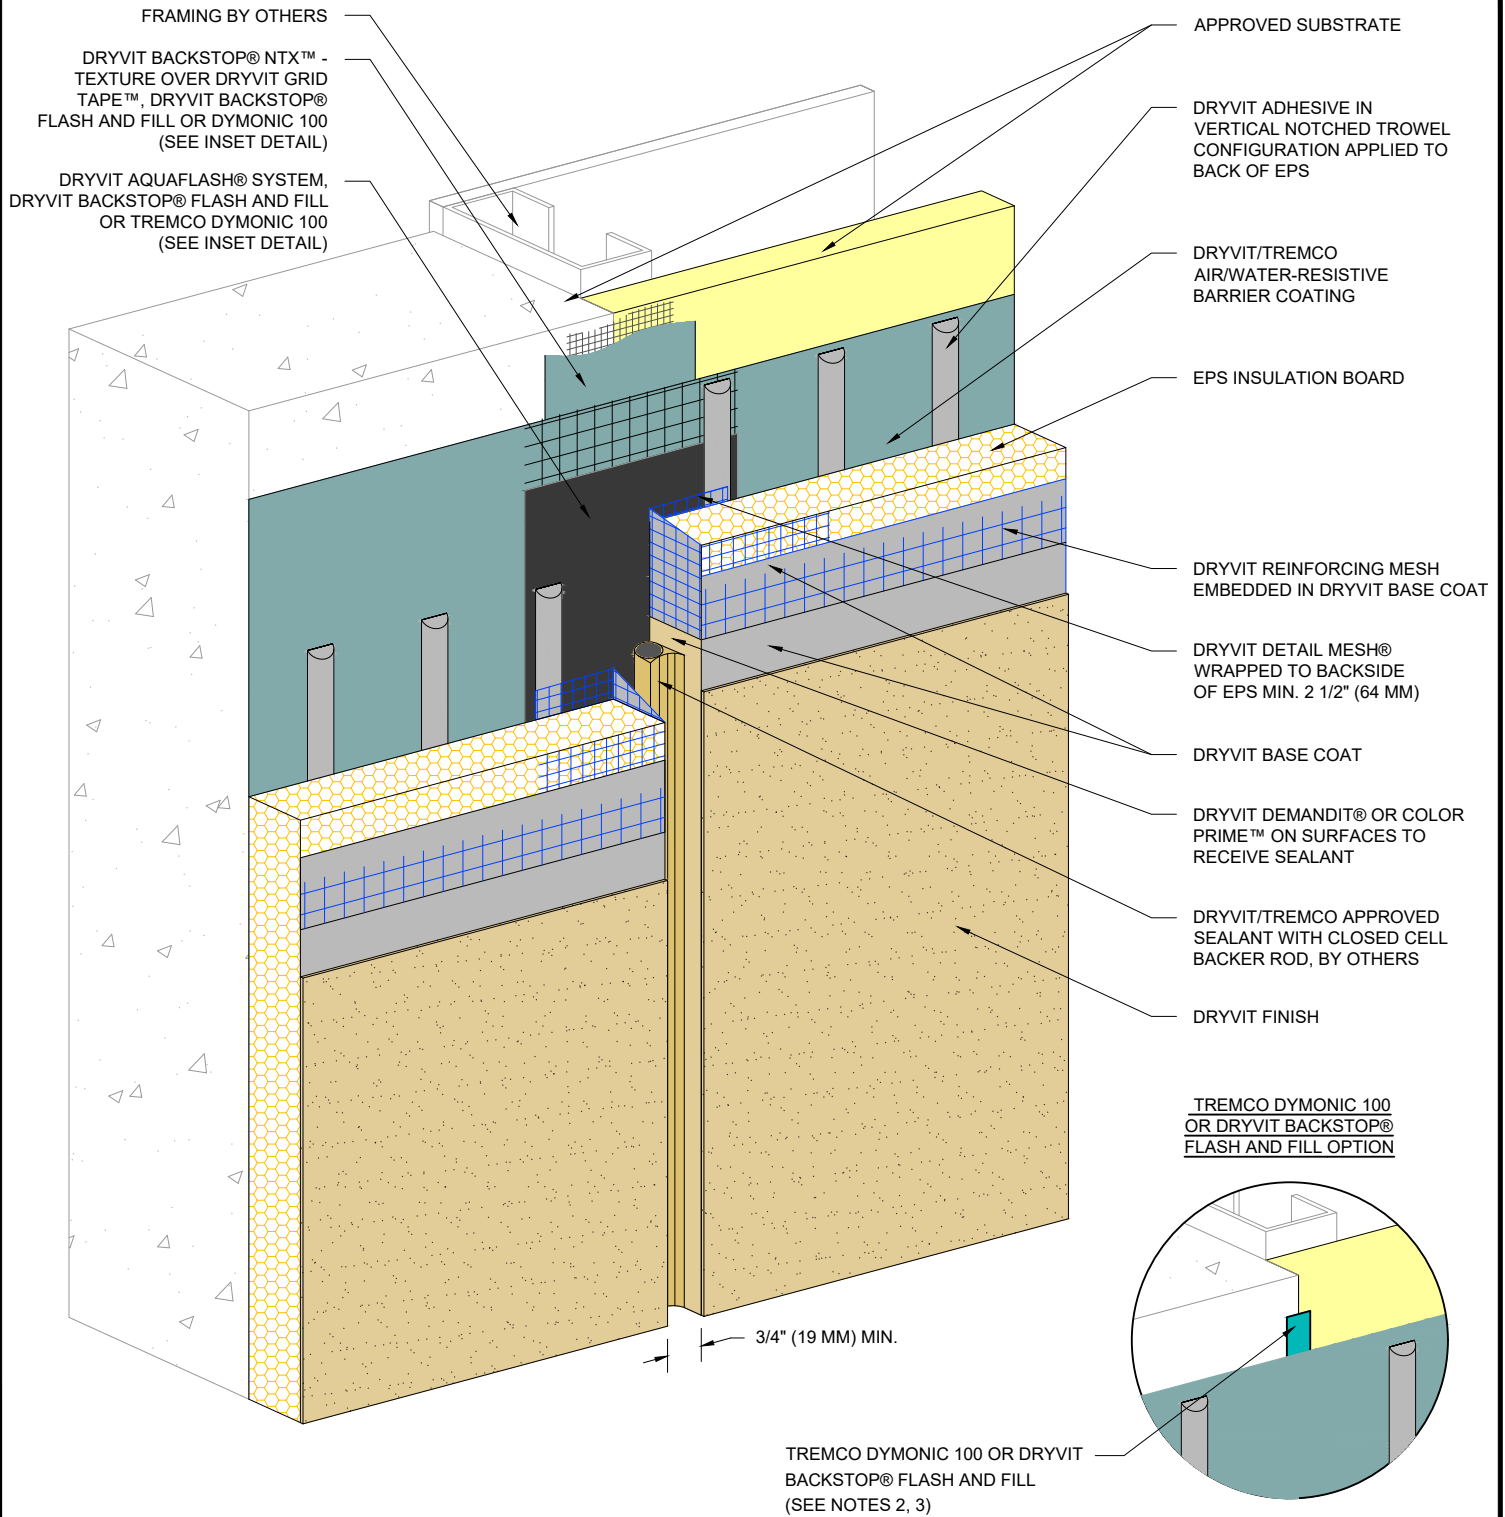 FRAMING BY OTHERS
DRYVIT BACKSTOP® NTX™ -
TEXTURE OVER DRYVIT GRID
TAPE™, DRYVIT BACKSTOP®
FLASH AND FILL OR DYMONIC 100
(SEE INSET DETAIL)
DRYVIT AQUAFLASH® SYSTEM,
DRYVIT BACKSTOP® FLASH AND FILL
OR TREMCO DYMONIC 100
(SEE INSET DETAIL)
APPROVED SUBSTRATE
DRYVIT ADHESIVE IN
VERTICAL NOTCHED TROWEL
CONFIGURATION APPLIED TO
BACK OF EPS
DRYVIT/TREMCO
AIR/WATER-RESISTIVE
BARRIER COATING
EPS INSULATION BOARD
DRYVIT REINFORCING MESH
EMBEDDED IN DRYVIT BASE COAT
DRYVIT DETAIL MESH®
WRAPPED TO BACKSIDE
OF EPS MIN. 2 1/2" (64 MM)
DRYVIT BASE COAT
DRYVIT DEMANDIT® OR COLOR
PRIME™ ON SURFACES TO
RECEIVE SEALANT
DRYVIT/TREMCO APPROVED
SEALANT WITH CLOSED CELL
BACKER ROD, BY OTHERS
DRYVIT FINISH
TREMCO DYMONIC 100
OR DRYVIT BACKSTOP®
FLASH AND FILL OPTION
3/4" (19 MM) MIN.
TREMCO DYMONIC 100 OR DRYVIT
BACKSTOP® FLASH AND FILL
(SEE NOTES 2, 3)